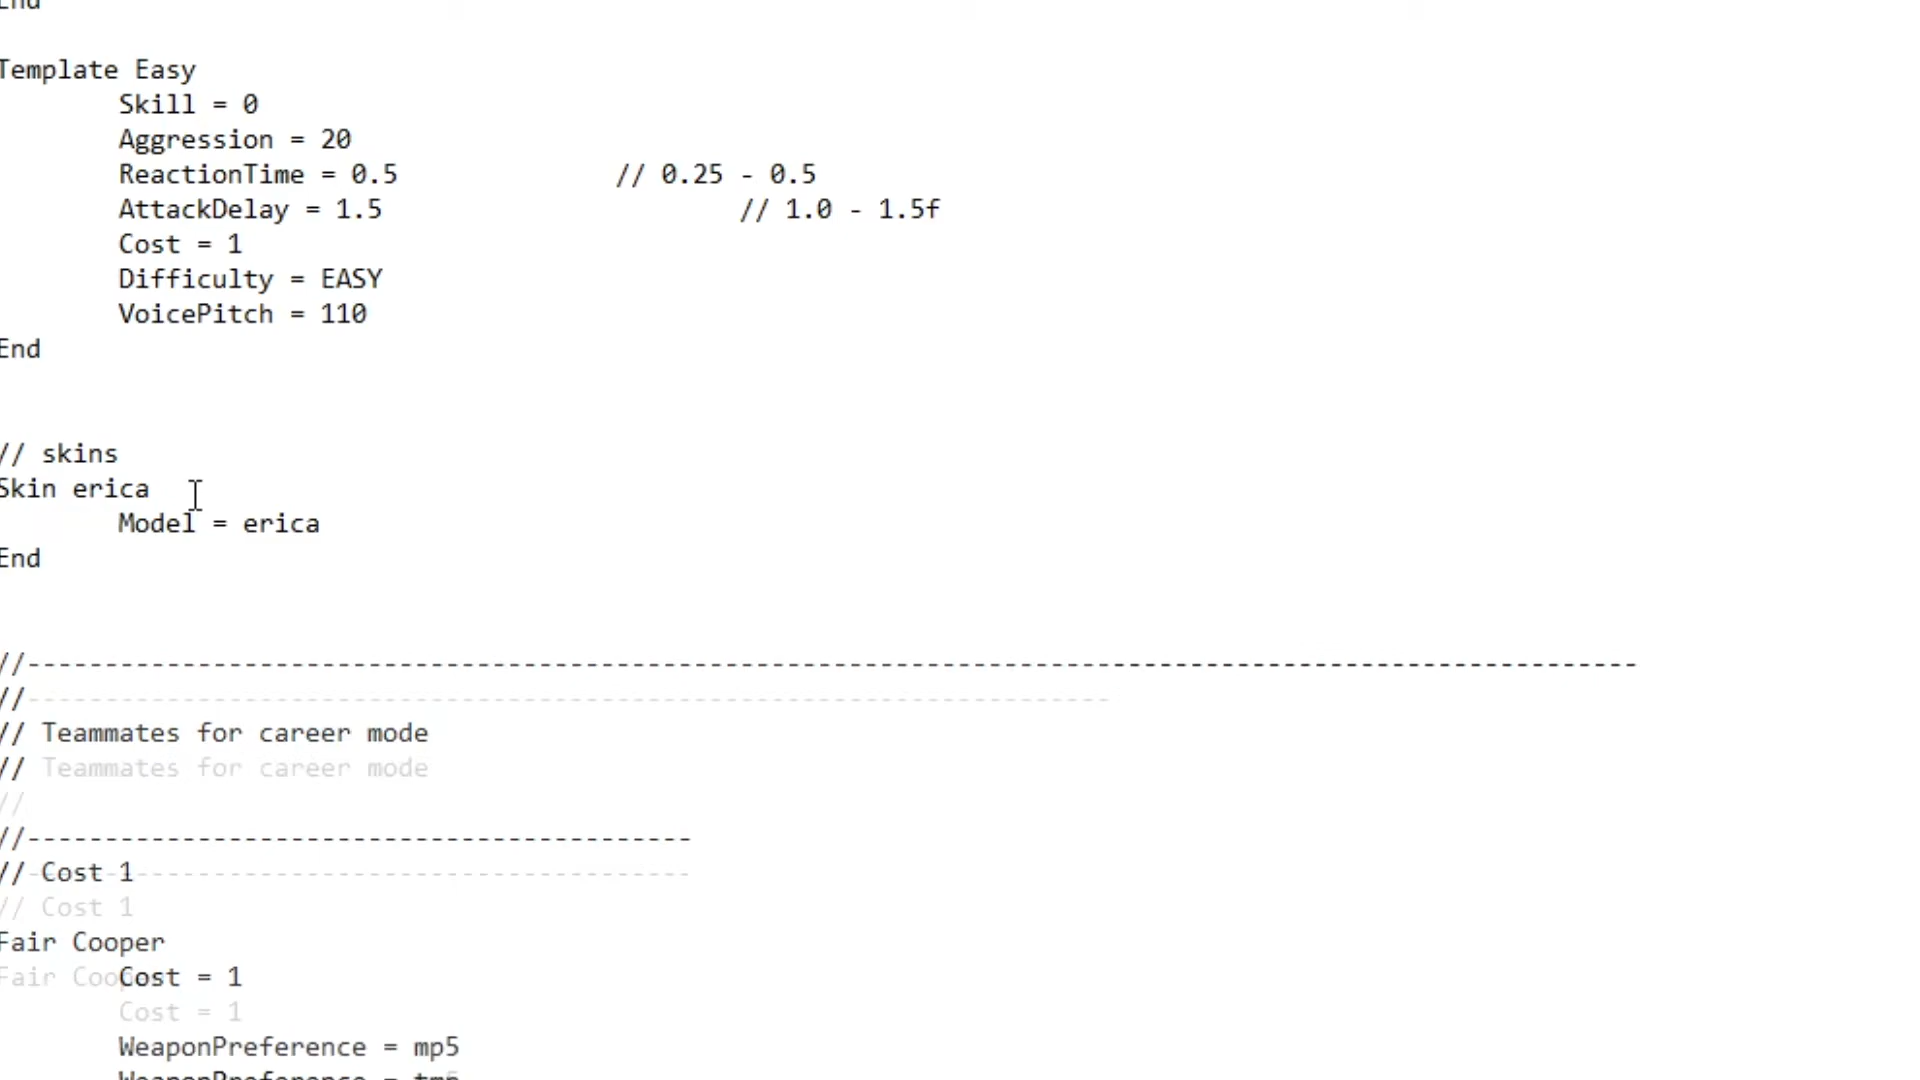 End
Template Easy
Skill = 0
Aggression = 20
ReactionTime = 0.5 // 0.25 - 0.5
AttackDelay = 1.5 // 1.0 - 1.5f
Cost = 1
Difficulty = EASY
VoicePitch = 110
End
// skins
Skin erica
Model = erica
End
//---------------------------------------------------------------------------------------------------------
//----------------------------------------------------------------------
// Teammates for career mode
// Teammates for career mode
//
//-------------------------------------------
// Cost 1
// Cost 1
Fair Cooper
Cost = 1
Cost = 1
WeaponPreference = mp5
WeaponPreference =